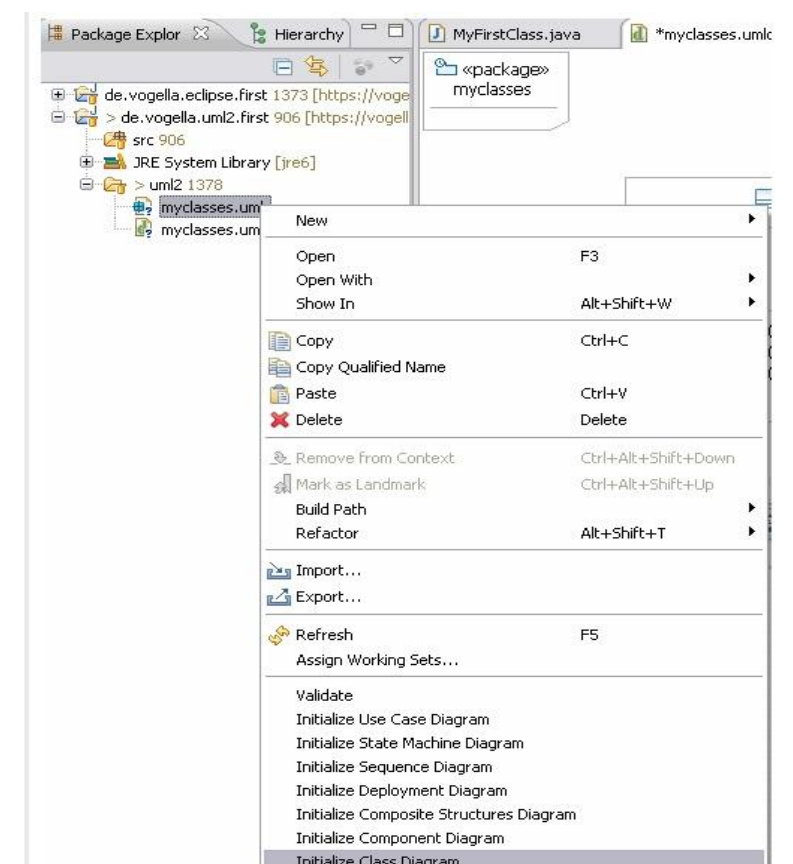 Package Explor
Hierarchy
MyFirstClass.java
*myclasses.umlc
«package»
myclasses
de.vogella.eclipse.first 1373 [https://voge
> de.vogella.uml2.first 906 [https://vogell
src 906
JRE System Library [jre6]
> uml2 1378
myclasses.uml
myclasses.um
New
Open F3
Open With
Show In Alt+Shift+W
Copy Ctrl+C
Copy Qualified Name
Paste Ctrl+V
Delete Delete
Remove from Context Ctrl+Alt+Shift+Down
Mark as Landmark Ctrl+Alt+Shift+Up
Build Path
Refactor Alt+Shift+T
Import...
Export...
Refresh F5
Assign Working Sets...
Validate
Initialize Use Case Diagram
Initialize State Machine Diagram
Initialize Sequence Diagram
Initialize Deployment Diagram
Initialize Composite Structures Diagram
Initialize Component Diagram
Initialize Class Diagram